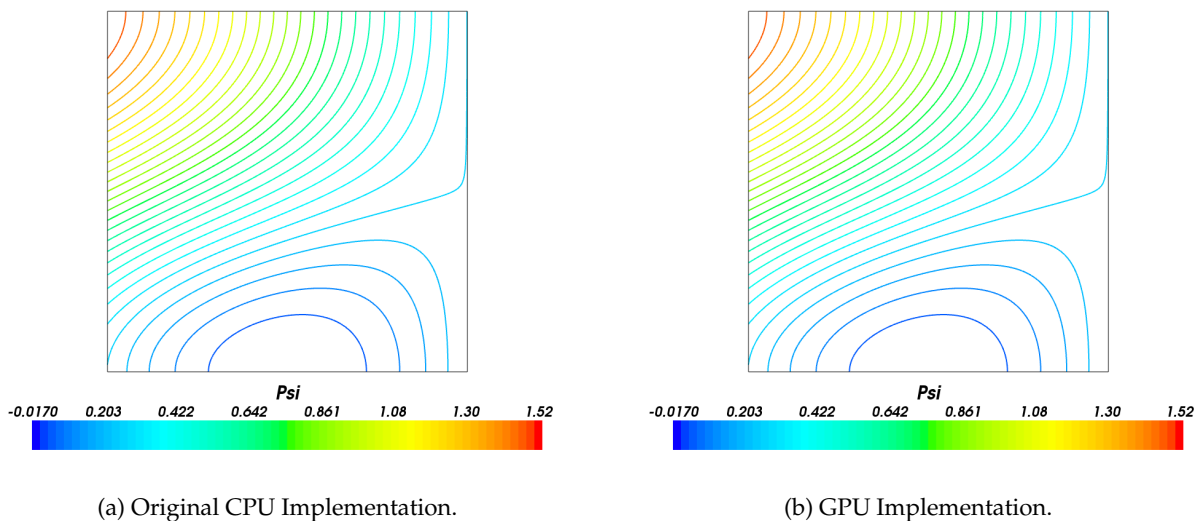 Psi
-0.0170 0.203 0.422 0.642 0.861 1.08 1.30 1.52
(a) Original CPU Implementation.
Psi
-0.0170 0.203 0.422 0.642 0.861 1.08 1.30 1.52
(b) GPU Implementation.